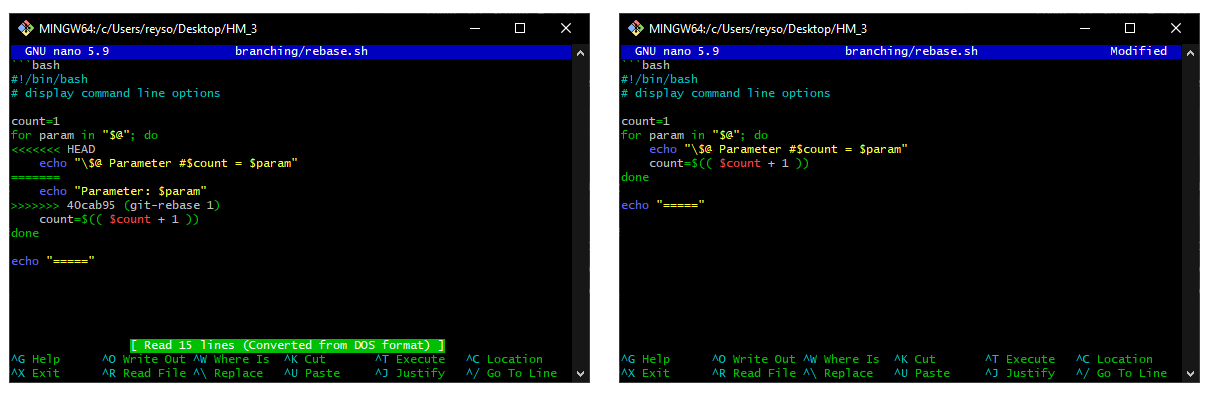 MINGW64:/c/Users/reyso/Desktop/HM_3
GNU nano 5.9 branching/rebase.sh
```bash
#!/bin/bash
# display command line options
count=1
for param in "$@"; do
<<<<<<< HEAD
    echo "\$@ Parameter #$count = $param"
=======
    echo "Parameter: $param"
>>>>>>> 40cab95 (git-rebase 1)
    count=$(( $count + 1 ))
done
echo "====="
[ Read 15 lines (Converted from DOS format) ]
^G Help ^O Write Out ^W Where Is ^K Cut ^T Execute ^C Location
^X Exit ^R Read File ^\ Replace ^U Paste ^J Justify ^/ Go To Line
MINGW64:/c/Users/reyso/Desktop/HM_3
GNU nano 5.9 branching/rebase.sh Modified
```bash
#!/bin/bash
# display command line options
count=1
for param in "$@"; do
    echo "\$@ Parameter #$count = $param"
    count=$(( $count + 1 ))
done
echo "====="
^G Help ^O Write Out ^W Where Is ^K Cut ^T Execute ^C Location
^X Exit ^R Read File ^\ Replace ^U Paste ^J Justify ^/ Go To Line